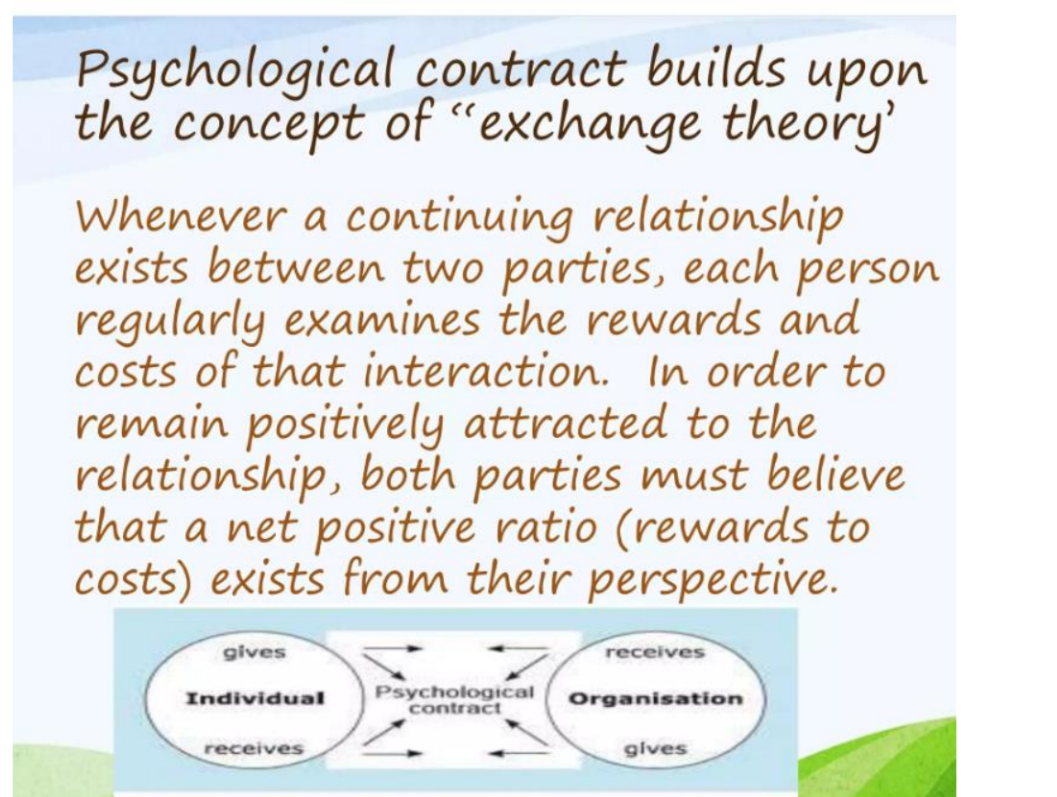 Psychological contract builds upon
the concept of “exchange theory’
Whenever a continuing relationship
exists between two parties, each person
regularly examines the rewards and
costs of that interaction. In order to
remain positively attracted to the
relationship, both parties must believe
that a net positive ratio (rewards to
costs) exists from their perspective.
gives
Individual
receives
Psychological
contract
receives
Organisation
gives